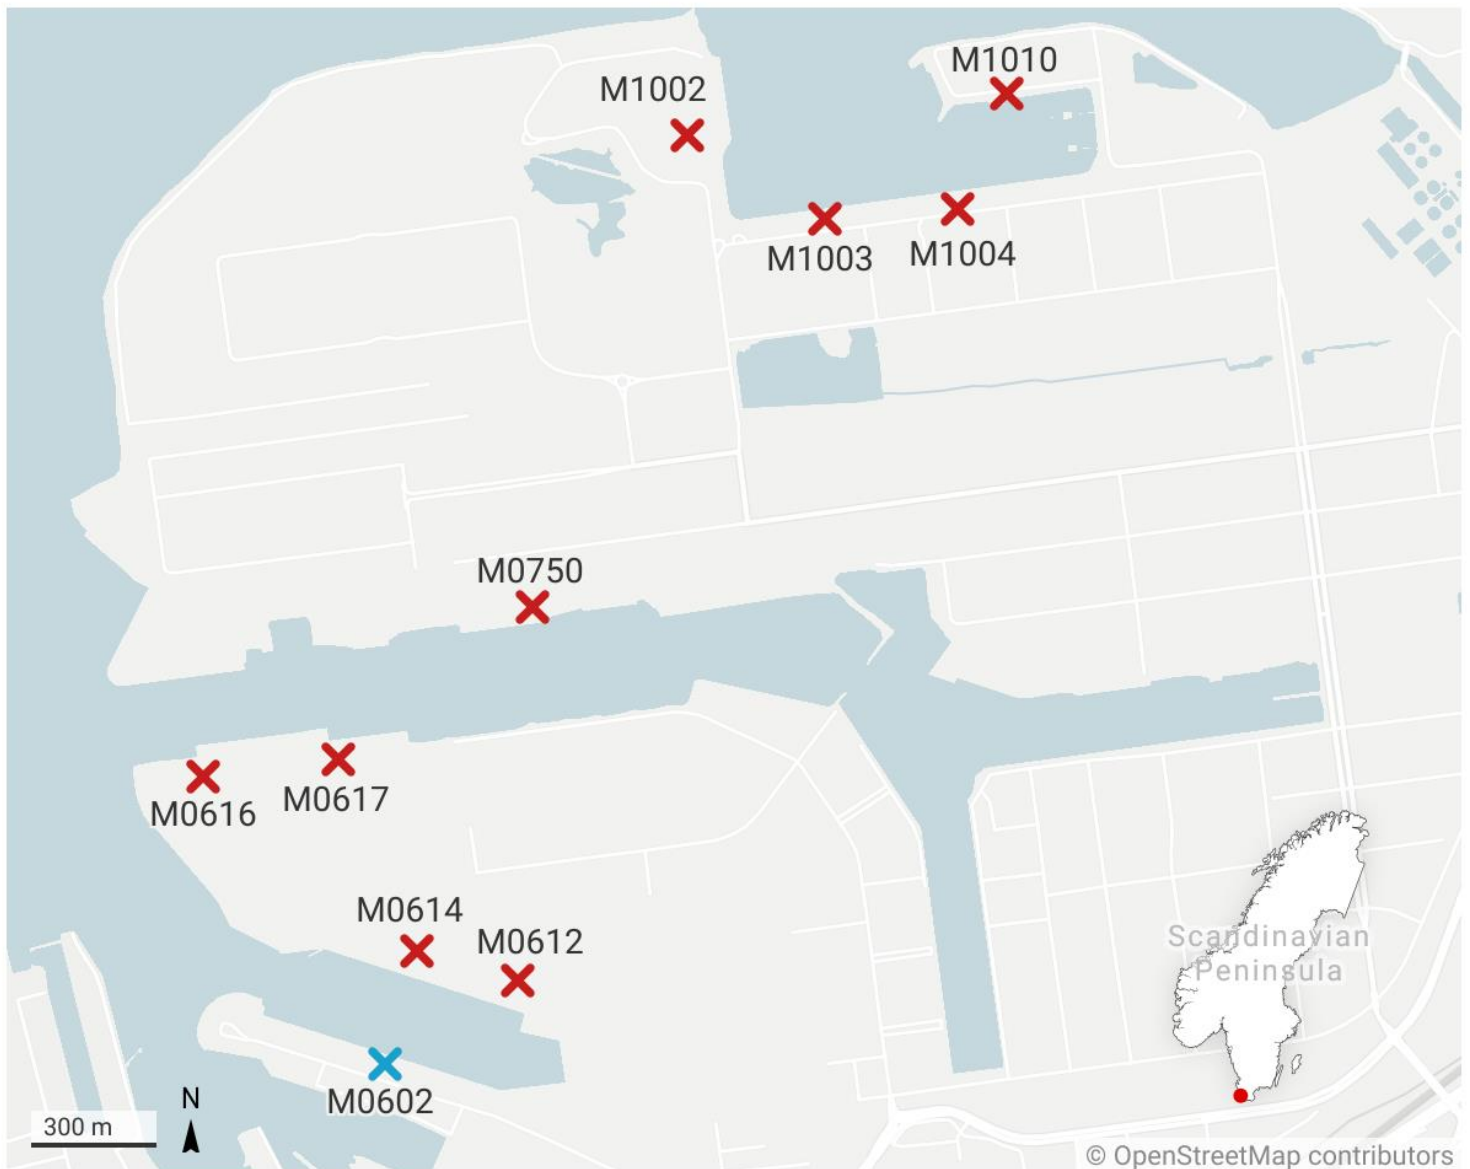 M1010
M1002
M1003
M1004
M0750
M0616
M0617
M0614
M0612
Scandinavian
Peninsula
M0602
N
300 m
© OpenStreetMap contributors